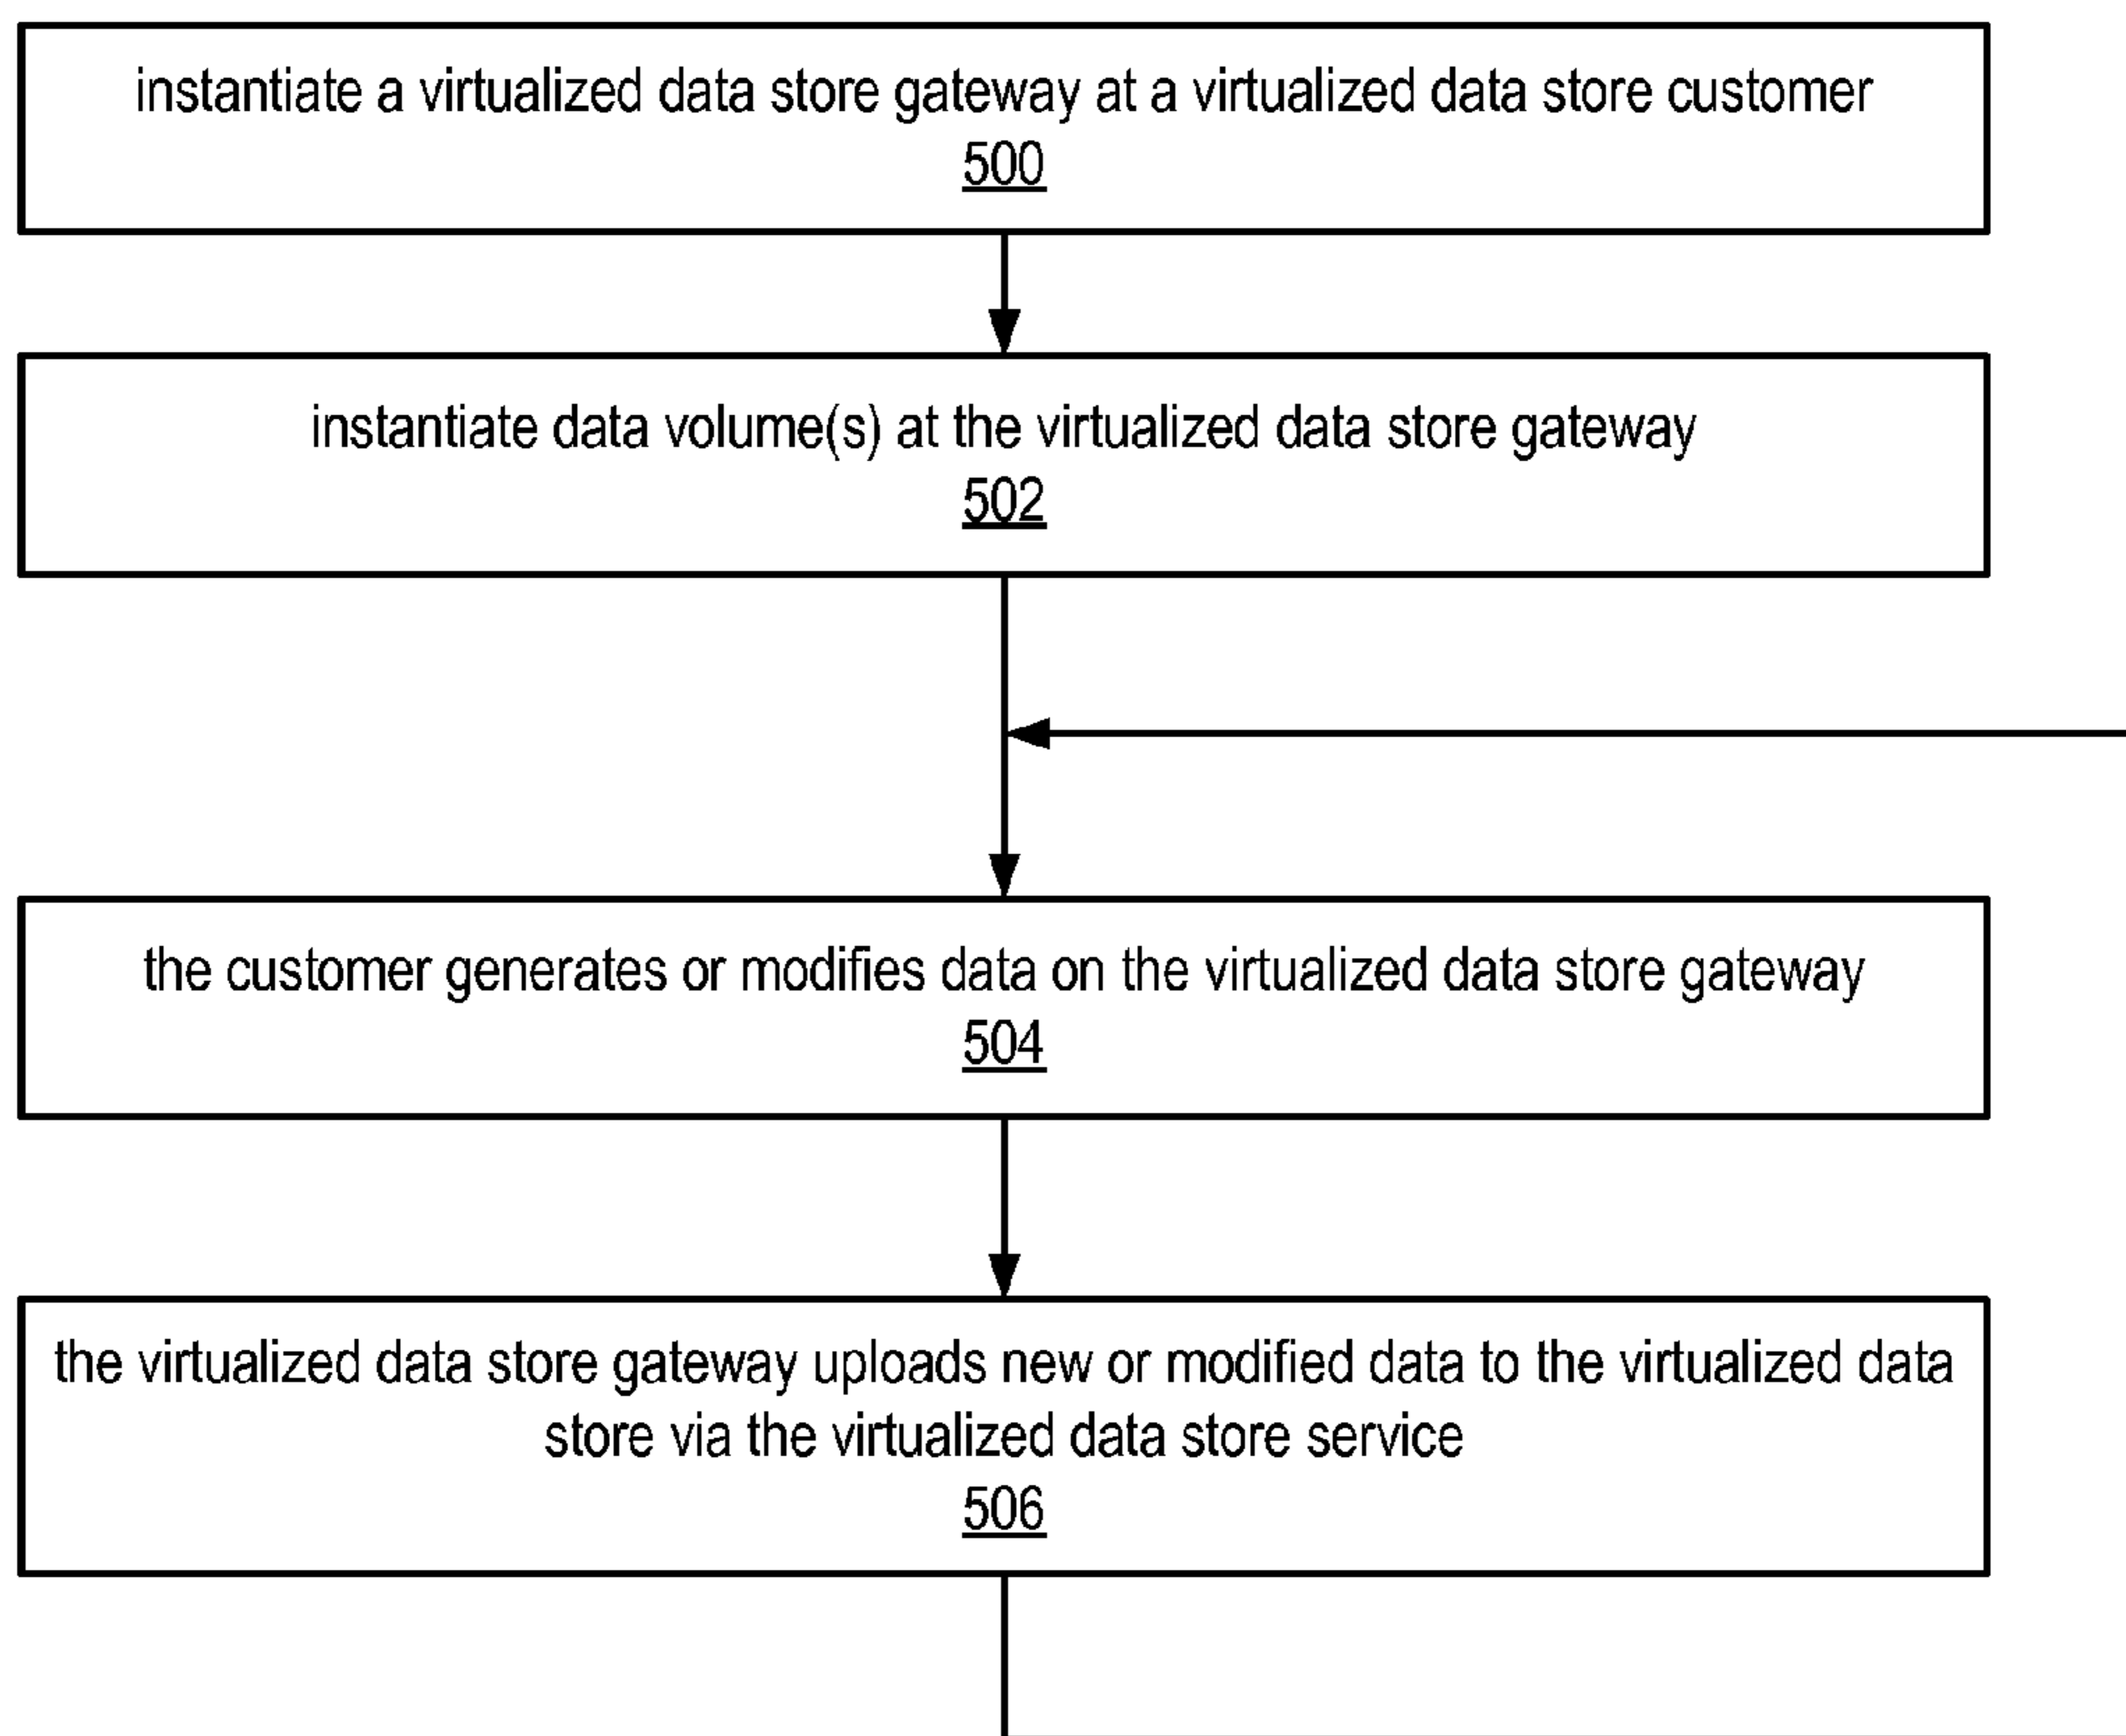 instantiate a virtualized data store gateway at a virtualized data store customer
500
instantiate data volume(s) at the virtualized data store gateway
502
the customer generates or modifies data on the virtualized data store gateway
504
the virtualized data store gateway uploads new or modified data to the virtualized data
store via the virtualized data store service
506